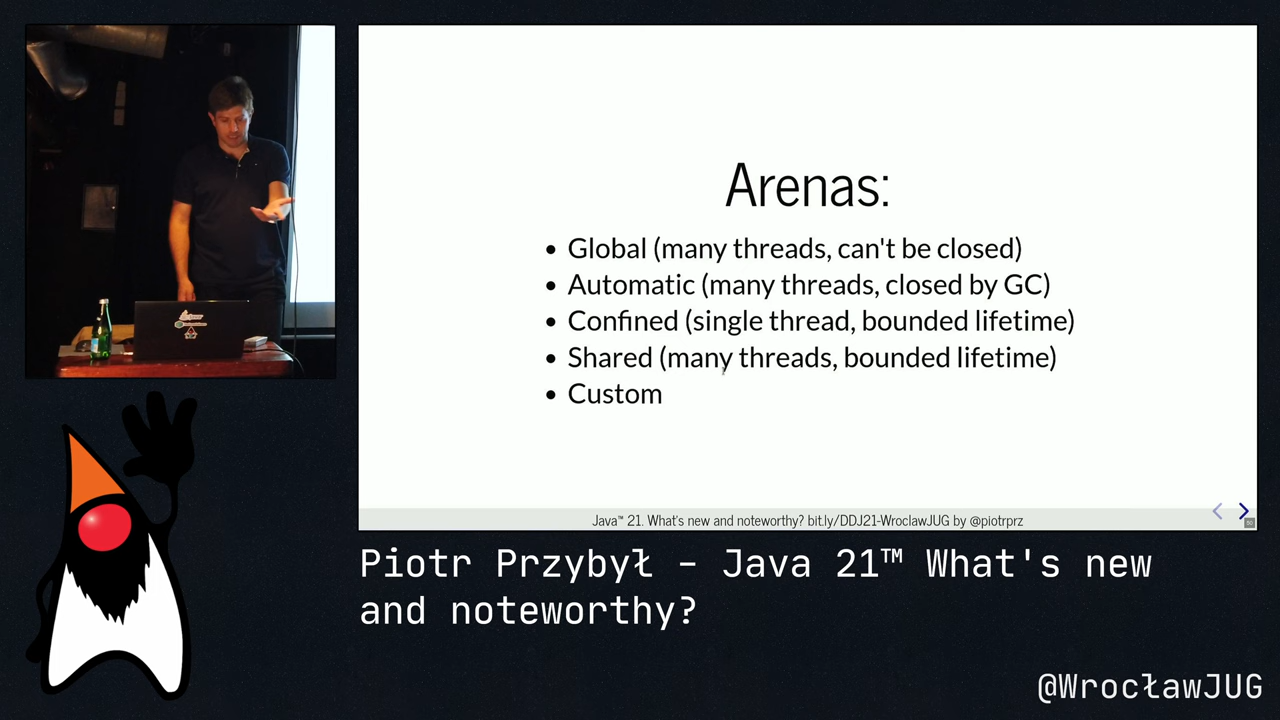 Arenas:
Global (many threads, can't be closed)
Automatic (many threads, closed by GC)
Confined (single thread, bounded lifetime)
Shared (many threads, bounded lifetime)
Custom
Java™ 21. What's new and noteworthy? bit.ly/DDJ21-WroclawJUG by @piotrprz
Piotr Przybył - Java 21™ What's new
and noteworthy?
@WrocławJUG